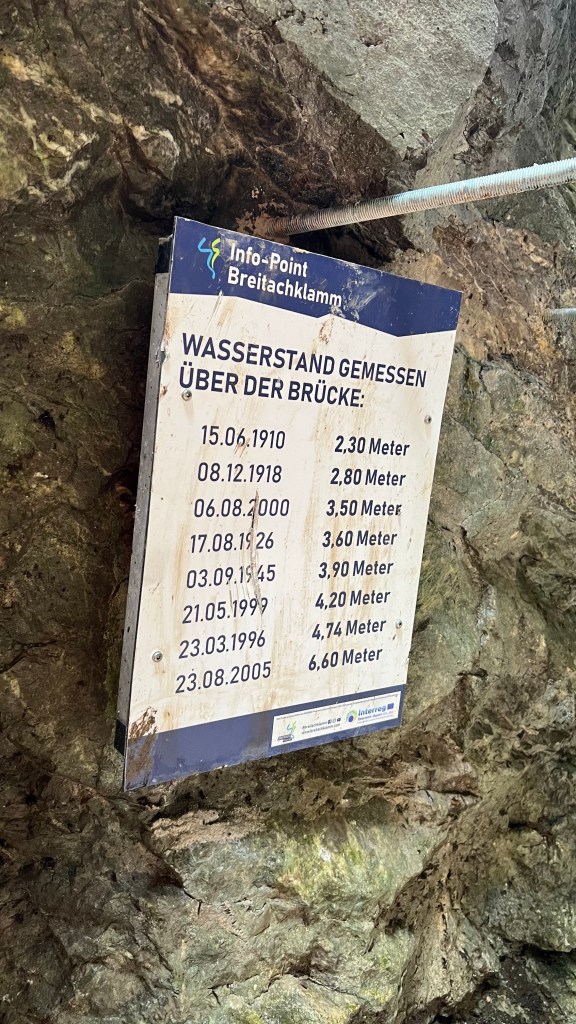 Info-Point
Breitachklamm
WASSERSTAND GEMESSEN
ÜBER DER BRÜCKE:
15.06.1910 2,30 Meter
08.12.1918 2,80 Meter
06.08.2000 3,50 Meter
17.08.1926 3,60 Meter
03.09.1945 3,90 Meter
21.05.1999 4,20 Meter
23.03.1996 4,74 Meter
23.08.2005 6,60 Meter
Interreg